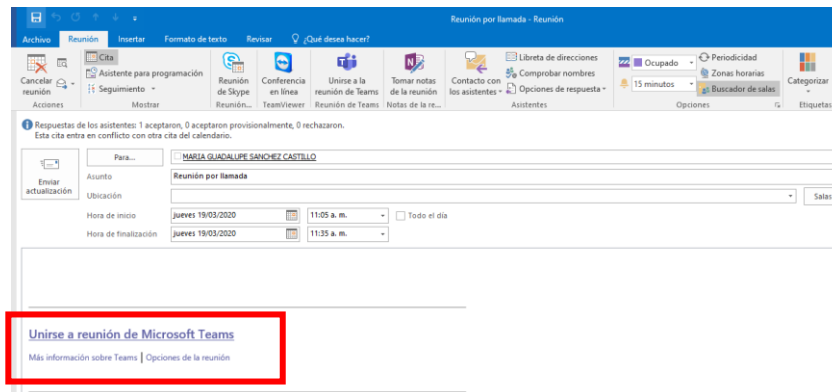 Reunión por llamada - Reunión
Archivo Reunión Insertar Formato de texto Revisar ¿Qué desea hacer?
Cancelar reunión
Cita
Asistente para programación
Seguimiento
Reunión de Skype
Conferencia en línea
Unirse a la reunión de Teams
Tomar notas de la reunión
Contacto con los asistentes
Libreta de direcciones
Comprobar nombres
Opciones de respuesta
Ocupado
15 minutos
Periodicidad
Zonas horarias
Buscador de salas
Categorizar
Acciones Mostrar Reunión... TeamViewer Reunión de Teams Notas de la re... Asistentes Opciones Etiquetas
Respuestas de los asistentes: 1 aceptaron, 0 aceptaron provisionalmente, 0 rechazaron.
Esta cita entra en conflicto con otra cita del calendario.
Enviar actualización
Para... MARIA GUADALUPE SANCHEZ CASTILLO
Asunto Reunión por llamada
Ubicación Salas
Hora de inicio jueves 19/03/2020 11:05 a. m. Todo el día
Hora de finalización jueves 19/03/2020 11:35 a. m.
Unirse a reunión de Microsoft Teams
Más información sobre Teams | Opciones de la reunión